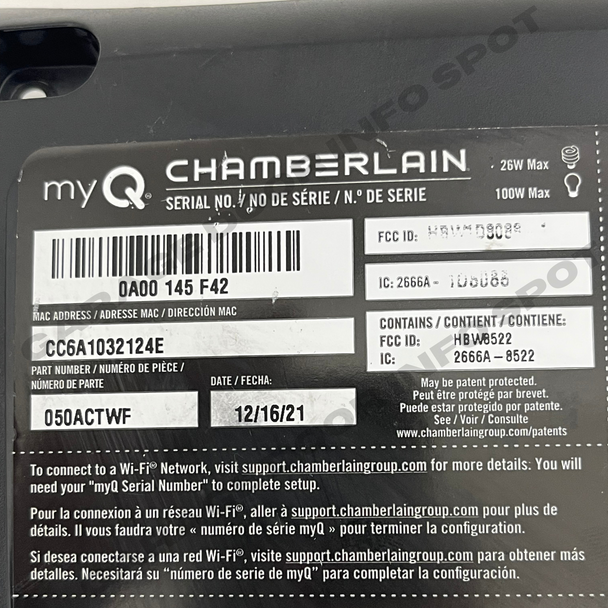 myQ® CHAMBERLAIN
SERIAL NO. / NO DE SÉRIE / N.º DE SERIE
26W Max
100W Max
0A00 145 F42
MAC ADDRESS / ADRESSE MAC / DIRECCIÓN MAC
CC6A1032124E
PART NUMBER / NUMÉRO DE PIÈCE /
NÚMERO DE PARTE
050ACTWF
DATE / FECHA:
12/16/21
FCC ID:
IC: 2666A -
CONTAINS / CONTIENT / CONTIENE:
FCC ID: HBW8522
IC: 2666A-8522
May be patent protected.
Peut être protégé par brevet.
Puede estar protegido por patente.
See / Voir / Consulte
www.chamberlaingroup.com/patents
To connect to a Wi-Fi® Network, visit support.chamberlaingroup.com for more details. You will
need your "myQ Serial Number" to complete setup.
Pour la connexion à un réseau Wi-Fi®, aller à support.chamberlaingroup.com pour plus de
détails. Il vous faudra votre « numéro de série myQ » pour terminer la configuration.
Si desea conectarse a una red Wi-Fi®, visite support.chamberlaingroup.com para obtener más
detalles. Necesitará su "número de serie de myQ" para completar la configuración.
GARAGE DOOR INFO SPOT